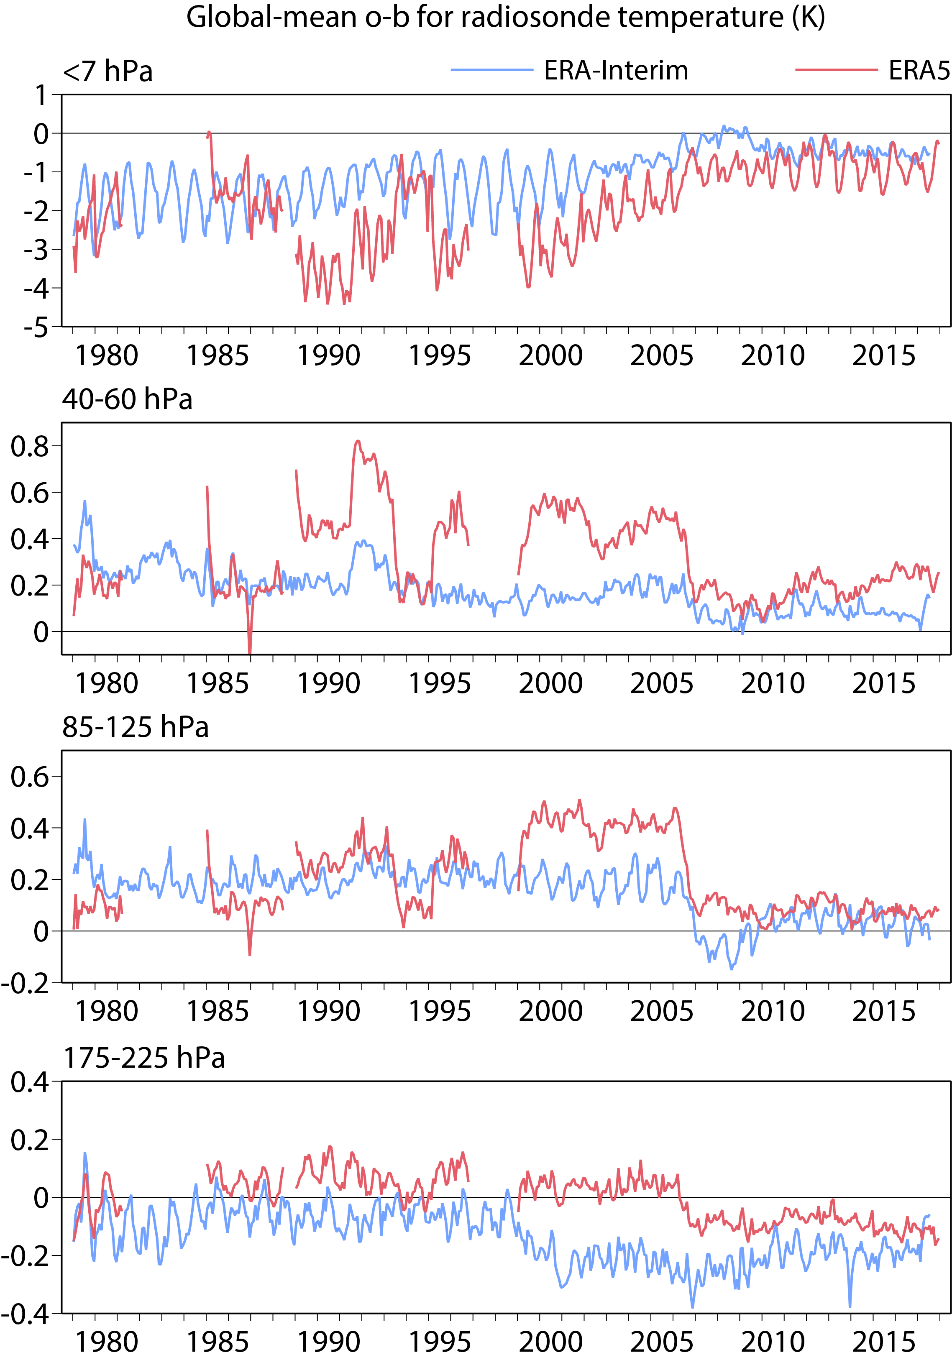 Global-mean o-b for radiosonde temperature (K)
<7 hPa
ERA-Interim
ERA5
1
0
-1
-2
-3
-4
-5
1980 1985 1990 1995 2000 2005 2010 2015
40-60 hPa
0.8
0.6
0.4
0.2
0
1980 1985 1990 1995 2000 2005 2010 2015
85-125 hPa
0.6
0.4
0.2
0
-0.2
1980 1985 1990 1995 2000 2005 2010 2015
175-225 hPa
0.4
0.2
0
-0.2
-0.4
1980 1985 1990 1995 2000 2005 2010 2015